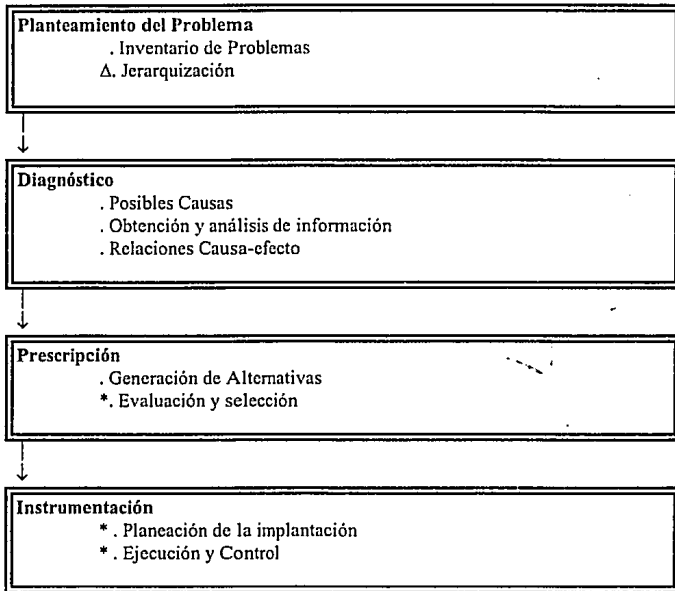 Planteamiento del Problema
. Inventario de Problemas
Δ. Jerarquización
Diagnóstico
. Posibles Causas
. Obtención y análisis de información
. Relaciones Causa-efecto
Prescripción
. Generación de Alternativas
*. Evaluación y selección
Instrumentación
* . Planeación de la implantación
* . Ejecución y Control